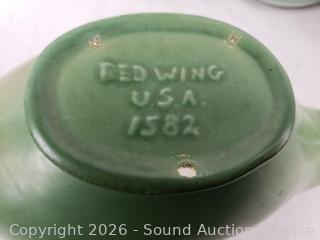 RED WING
U.S.A.
1582
Copyright 2026 - Sound Auction Service